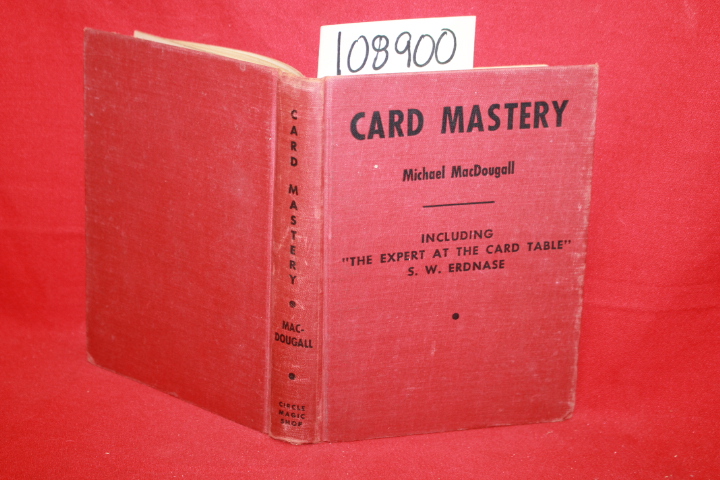 108900
CARD MASTERY
Michael MacDougall
INCLUDING
"THE EXPERT AT THE CARD TABLE"
S. W. ERDNASE
CARD MASTERY
MAC-
DOUGALL
CIRCLE
MAGIC
SHOP